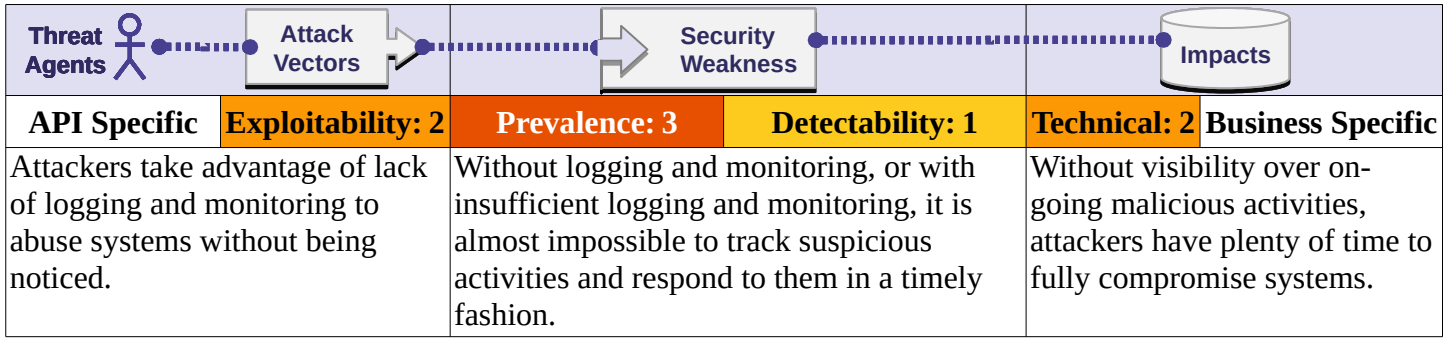 Threat
Agents
Attack
Vectors
Security
Weakness
Impacts
API Specific
Exploitability: 2
Prevalence: 3
Detectability: 1
Technical: 2
Business Specific
Attackers take advantage of lack
of logging and monitoring to
abuse systems without being
noticed.
Without logging and monitoring, or with
insufficient logging and monitoring, it is
almost impossible to track suspicious
activities and respond to them in a timely
fashion.
Without visibility over on-
going malicious activities,
attackers have plenty of time to
fully compromise systems.